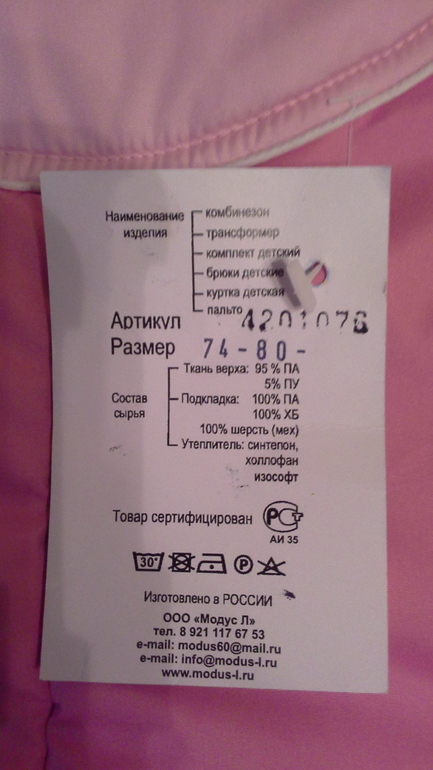 Наименование изделия
комбинезон
трансформер
комплект детский
брюки детские
куртка детская
пальто
Артикул 4201076
Размер 74-80-
Состав сырья
Ткань верха: 95 % ПА
5% ПУ
Подкладка: 100% ПА
100% ХБ
100% шерсть (мех)
Утеплитель: синтепон,
холлофан
изософт
Товар сертифицирован РСТ
АИ 35
30° P
Изготовлено в РОССИИ
ООО «Модус Л»
тел. 8 921 117 67 53
e-mail: modus60@mail.ru
e-mail: info@modus-l.ru
www.modus-l.ru